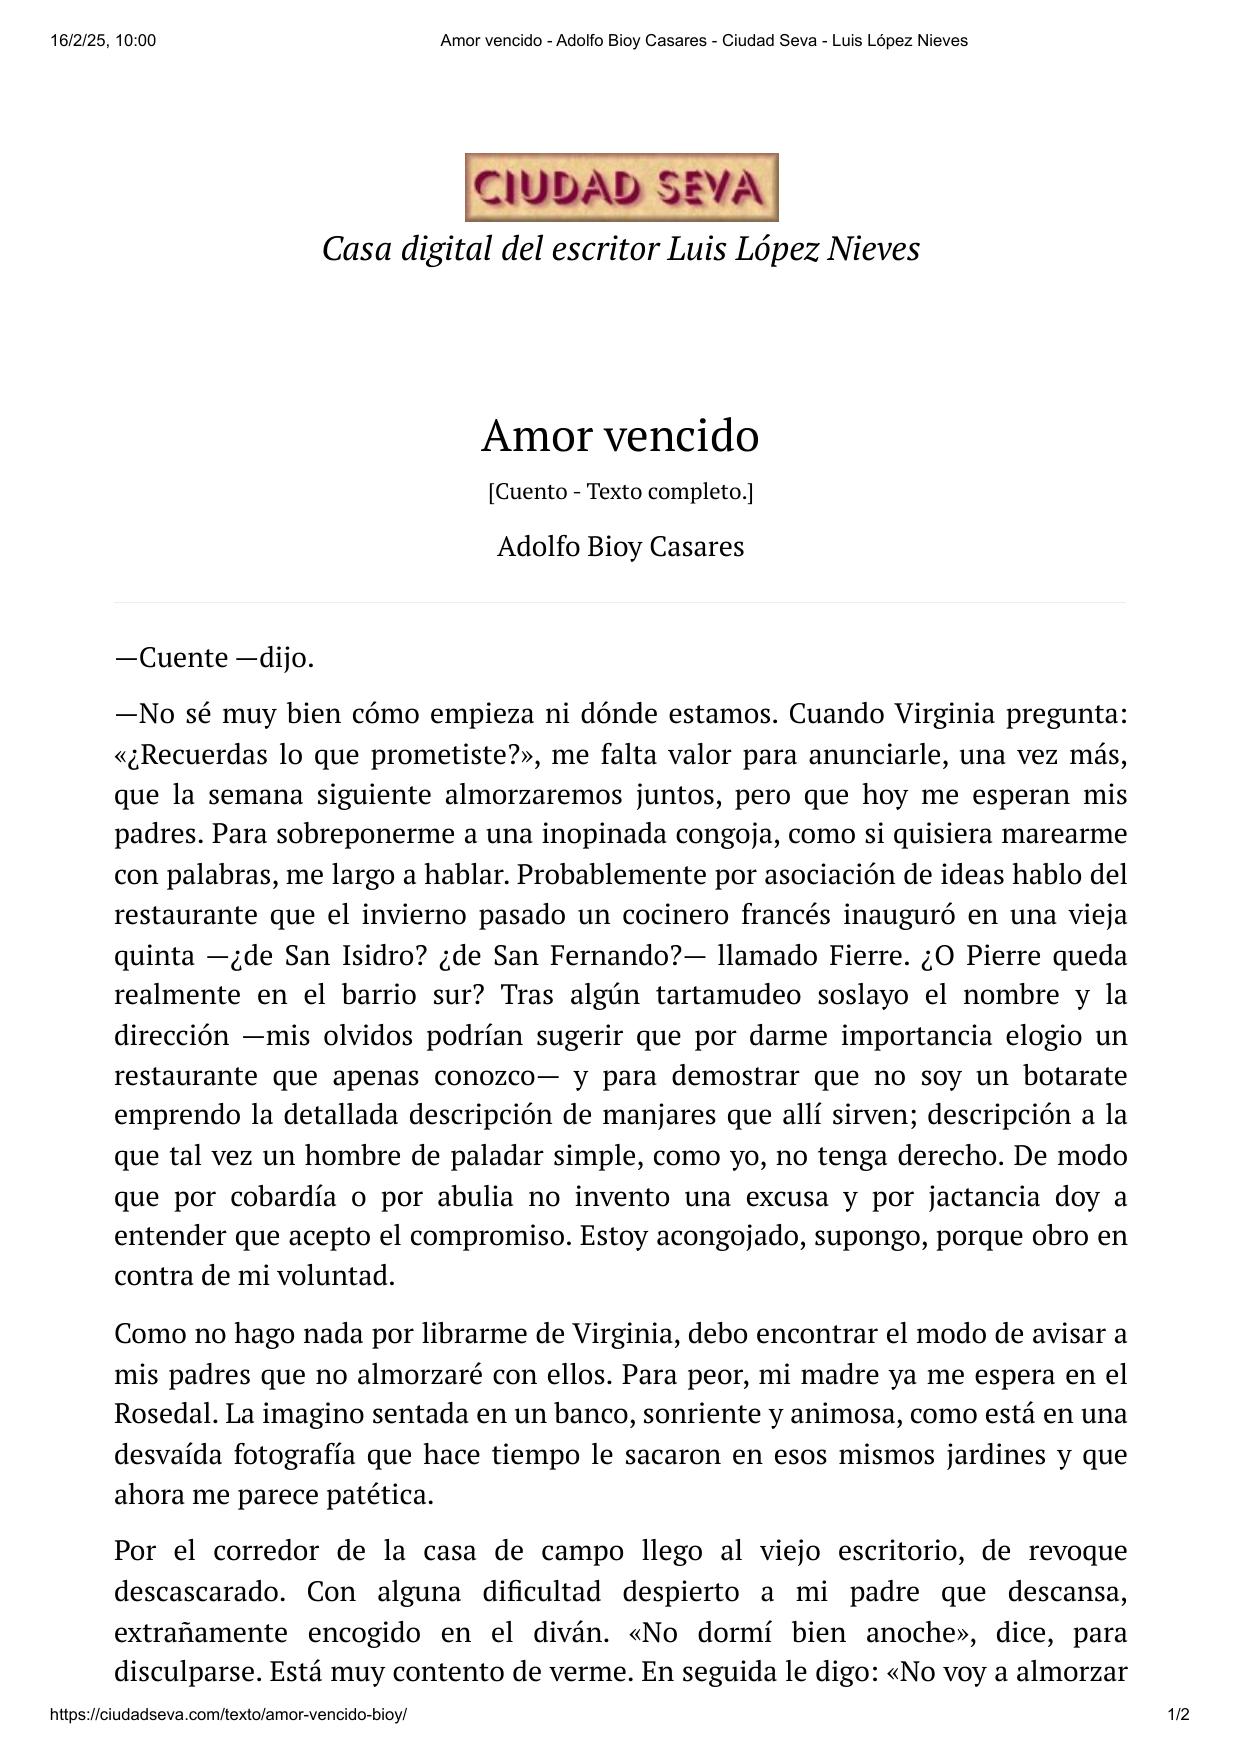 16/2/25, 10:00
Amor vencido - Adolfo Bioy Casares - Ciudad Seva - Luis López Nieves
CIUDAD SEVA
Casa digital del escritor Luis López Nieves
Amor vencido
[Cuento - Texto completo.]
Adolfo Bioy Casares
—Cuente —dijo.
—No sé muy bien cómo empieza ni dónde estamos. Cuando Virginia pregunta:
«¿Recuerdas lo que prometiste?», me falta valor para anunciarle, una vez más,
que la semana siguiente almorzaremos juntos, pero que hoy me esperan mis
padres. Para sobreponerme a una inopinada congoja, como si quisiera marearme
con palabras, me largo a hablar. Probablemente por asociación de ideas hablo del
restaurante que el invierno pasado un cocinero francés inauguró en una vieja
quinta —¿de San Isidro? ¿de San Fernando?— llamado Fierre. ¿O Pierre queda
realmente en el barrio sur? Tras algún tartamudeo soslayo el nombre y la
dirección —mis olvidos podrían sugerir que por darme importancia elogio un
restaurante que apenas conozco— y para demostrar que no soy un botarate
emprendo la detallada descripción de manjares que allí sirven; descripción a la
que tal vez un hombre de paladar simple, como yo, no tenga derecho. De modo
que por cobardía o por abulia no invento una excusa y por jactancia doy a
entender que acepto el compromiso. Estoy acongojado, supongo, porque obro en
contra de mi voluntad.
Como no hago nada por librarme de Virginia, debo encontrar el modo de avisar a
mis padres que no almorzaré con ellos. Para peor, mi madre ya me espera en el
Rosedal. La imagino sentada en un banco, sonriente y animosa, como está en una
desvaída fotografía que hace tiempo le sacaron en esos mismos jardines y que
ahora me parece patética.
Por el corredor de la casa de campo llego al viejo escritorio, de revoque
descascarado. Con alguna dificultad despierto a mi padre que descansa,
extrañamente encogido en el diván. «No dormí bien anoche», dice, para
disculparse. Está muy contento de verme. En seguida le digo: «No voy a almorzar
https://ciudadseva.com/texto/amor-vencido-bioy/
1/2